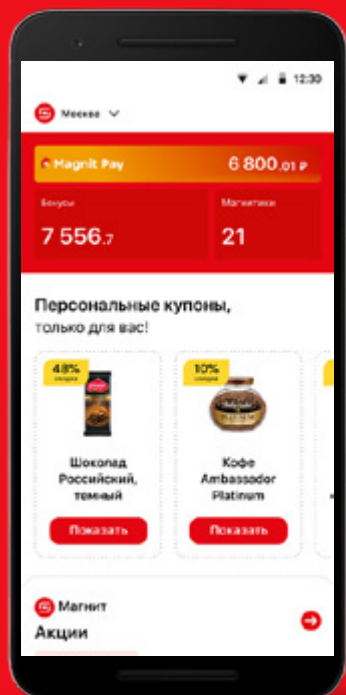 12:30
Москва
Magnit Pay 6 800.01 ₽
Бонусы Магнитики
7 556.7 21
Персональные купоны,
только для вас!
48% 10%
скидка скидка
Шоколад Кофе
Российский, Ambassador
темный Platinum
Показать Показать
Магнит
Акции